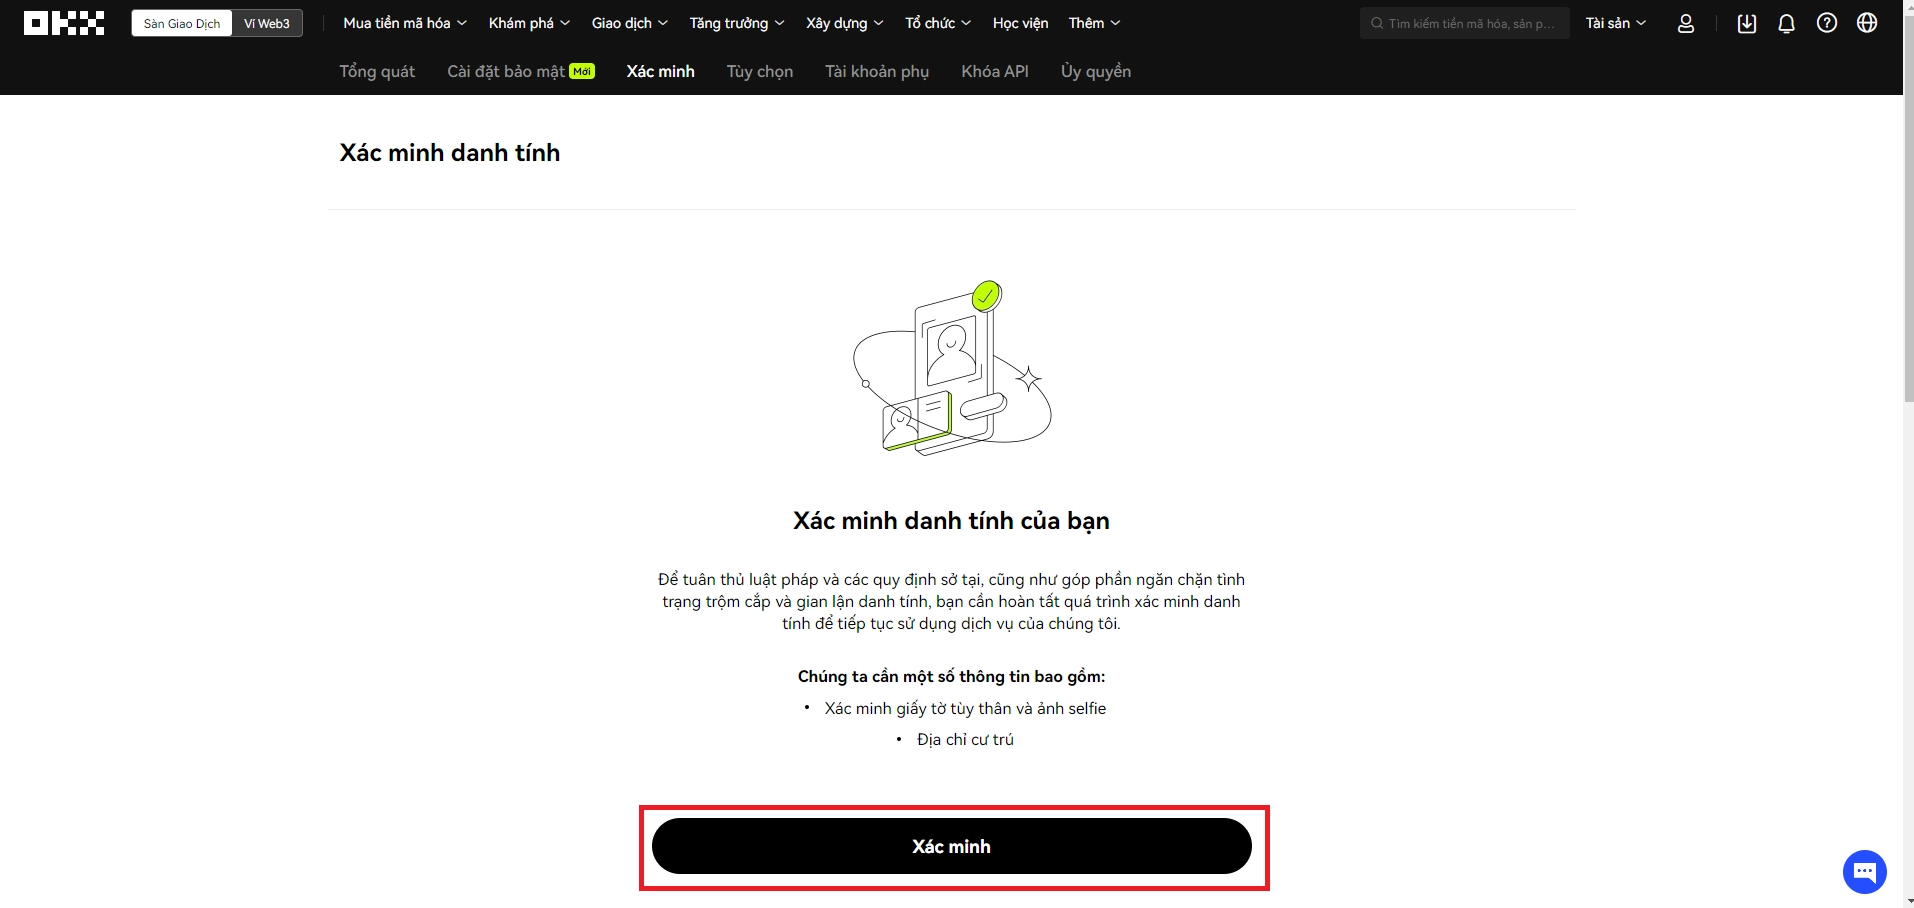 OKX
Sàn Giao Dịch Ví Web3 Mua tiền mã hóa Khám phá Giao dịch Tăng trưởng Xây dựng Tổ chức Học viện Thêm Tìm kiếm tiền mã hóa, sản p... Tài sản
Tổng quát Cài đặt bảo mật Mới Xác minh Tùy chọn Tài khoản phụ Khóa API Ủy quyền
Xác minh danh tính
Xác minh danh tính của bạn
Để tuân thủ luật pháp và các quy định sở tại, cũng như góp phần ngăn chặn tình
trạng trộm cắp và gian lận danh tính, bạn cần hoàn tất quá trình xác minh danh
tính để tiếp tục sử dụng dịch vụ của chúng tôi.
Chúng ta cần một số thông tin bao gồm:
• Xác minh giấy tờ tùy thân và ảnh selfie
• Địa chỉ cư trú
Xác minh